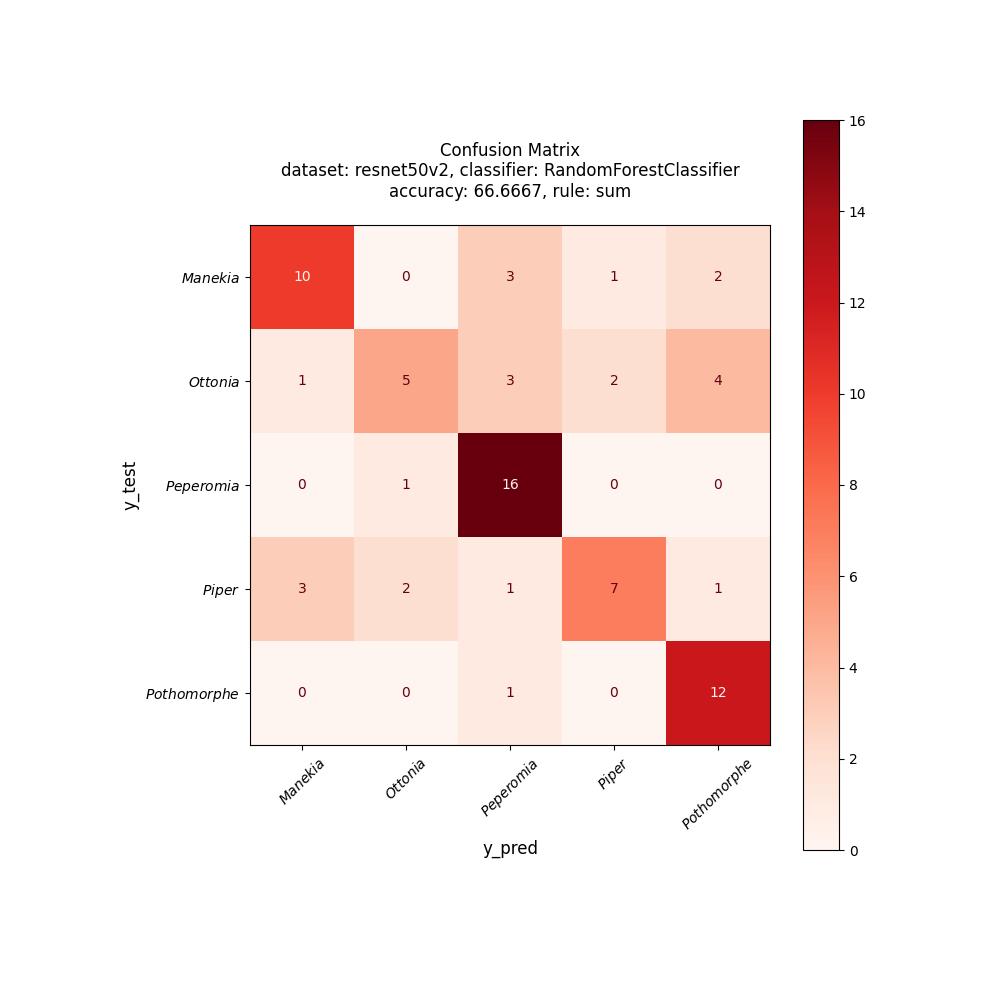 Confusion Matrix
dataset: resnet50v2, classifier: RandomForestClassifier
accuracy: 66.6667, rule: sum
Manekia 10 0 3 1 2
Ottonia 1 5 3 2 4
Peperomia 0 1 16 0 0
Piper 3 2 1 7 1
Pothomorphe 0 0 1 0 12
y_test
Manekia Ottonia Peperomia Piper Pothomorphe
y_pred
16
14
12
10
8
6
4
2
0